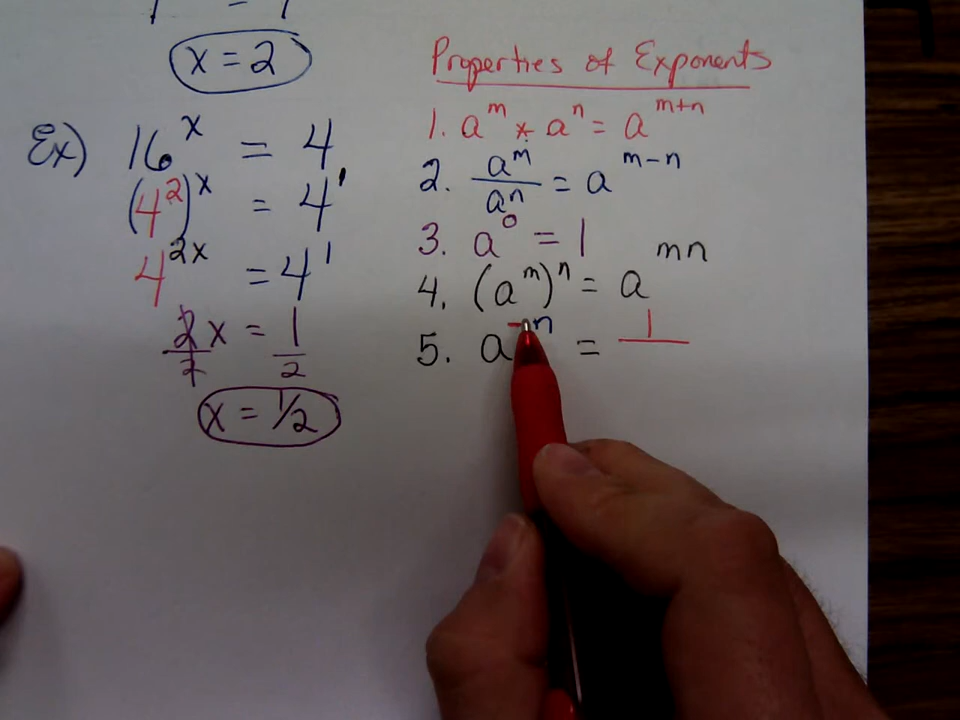 x = 2
Ex) 16^x = 4
(4^2)^x = 4^1
4^2x = 4^1
2x/2 = 1/2
x = 1/2
Properties of Exponents
1. a^m * a^n = a^m+n
2. a^m/a^n = a^m-n
3. a^0 = 1
4. (a^m)^n = a^mn
5. a^-n = 1/